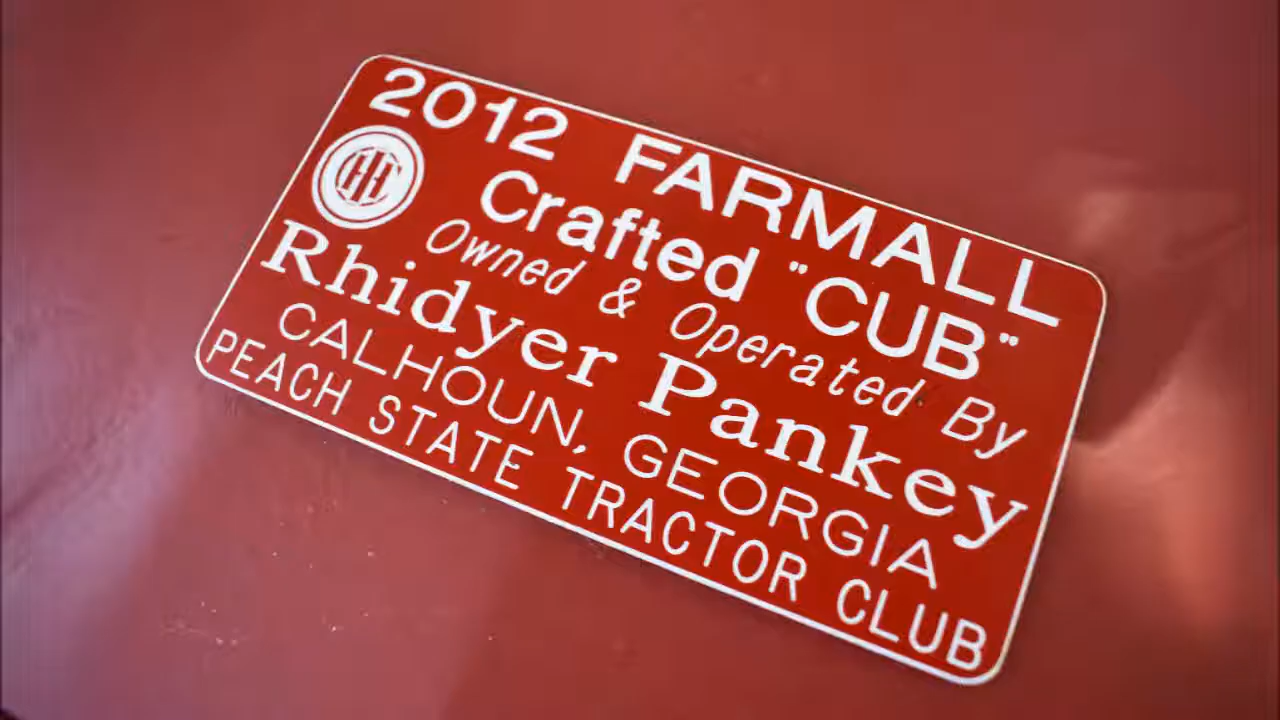 2012 FARMALL
Crafted "CUB"
Owned & Operated By
Rhidyer Pankey
CALHOUN, GEORGIA
PEACH STATE TRACTOR CLUB